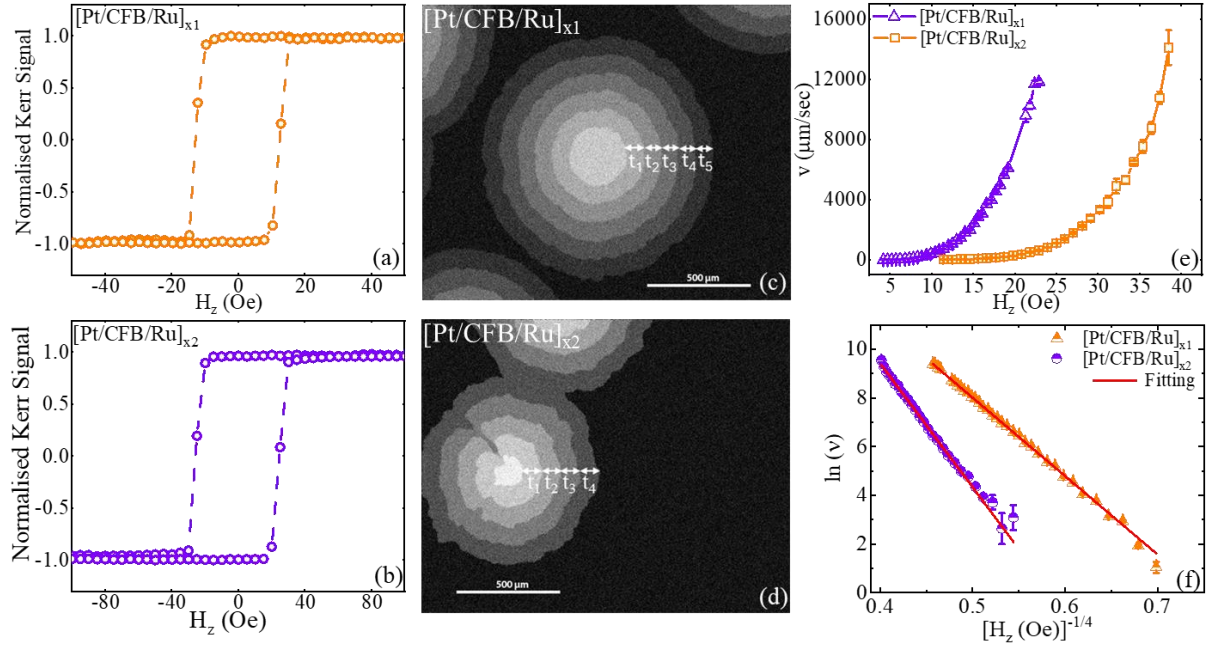 [Pt/CFB/Ru]x1
1.0
0.5
0.0
-0.5
-1.0
Normalised Kerr Signal
-40
-20
0
20
40
Hz (Oe)
(a)
[Pt/CFB/Ru]x2
1.0
0.5
0.0
-0.5
-1.0
Normalised Kerr Signal
-80
-40
0
40
80
Hz (Oe)
(b)
[Pt/CFB/Ru]x1
t1 t2 t3 t4 t5
500 μm
(c)
[Pt/CFB/Ru]x2
t1 t2 t3 t4
500 μm
(d)
[Pt/CFB/Ru]x1
[Pt/CFB/Ru]x2
16000
12000
8000
4000
0
v (μm/sec)
5 10 15 20 25 30 35 40
Hz (Oe)
(e)
[Pt/CFB/Ru]x1
[Pt/CFB/Ru]x2
Fitting
10
8
6
4
2
0
ln (v)
0.4 0.5 0.6 0.7
[Hz (Oe)]-1/4
(f)